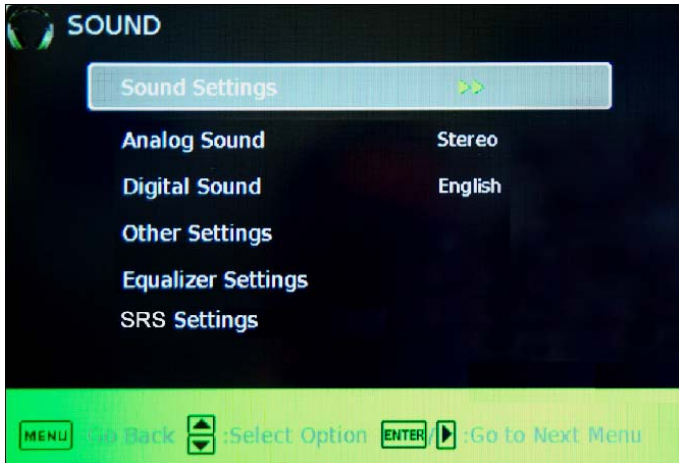 SOUND
Sound Settings
Analog Sound Stereo
Digital Sound English
Other Settings
Equalizer Settings
SRS Settings
MENU Go Back :Select Option ENTER / :Go to Next Menu